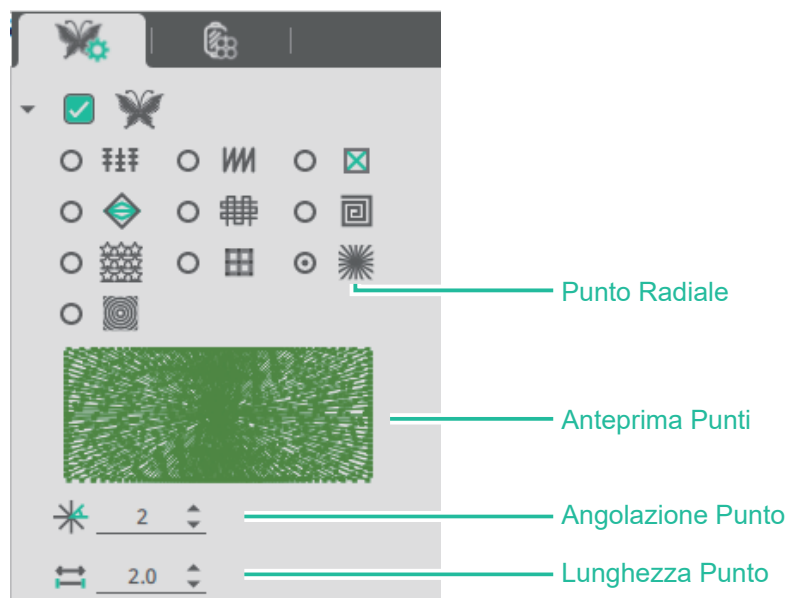 Punto Radiale
Anteprima Punti
2
Angolazione Punto
2.0
Lunghezza Punto